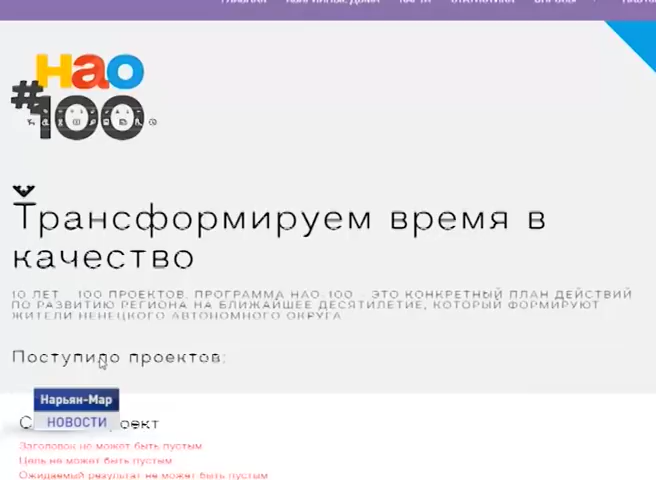 нао
#100
Трансформируем время в
качество
10 ЛЕТ - 100 ПРОЕКТОВ. ПРОГРАММА НАО 100 - ЭТО КОНКРЕТНЫЙ ПЛАН ДЕЙСТВИЙ
ПО РАЗВИТИЮ РЕГИОНА НА БЛИЖАЙШЕЕ ДЕСЯТИЛЕТИЕ, КОТОРЫЙ ФОРМИРУЮТ
ЖИТЕЛИ НЕНЕЦКОГО АВТОНОМНОГО ОКРУГА
Поступило проектов:
Нарьян-Мар
НОВОСТИ
Заголовок не может быть пустым
Цель не может быть пустым
Ожидаемый результат не может быть пустым